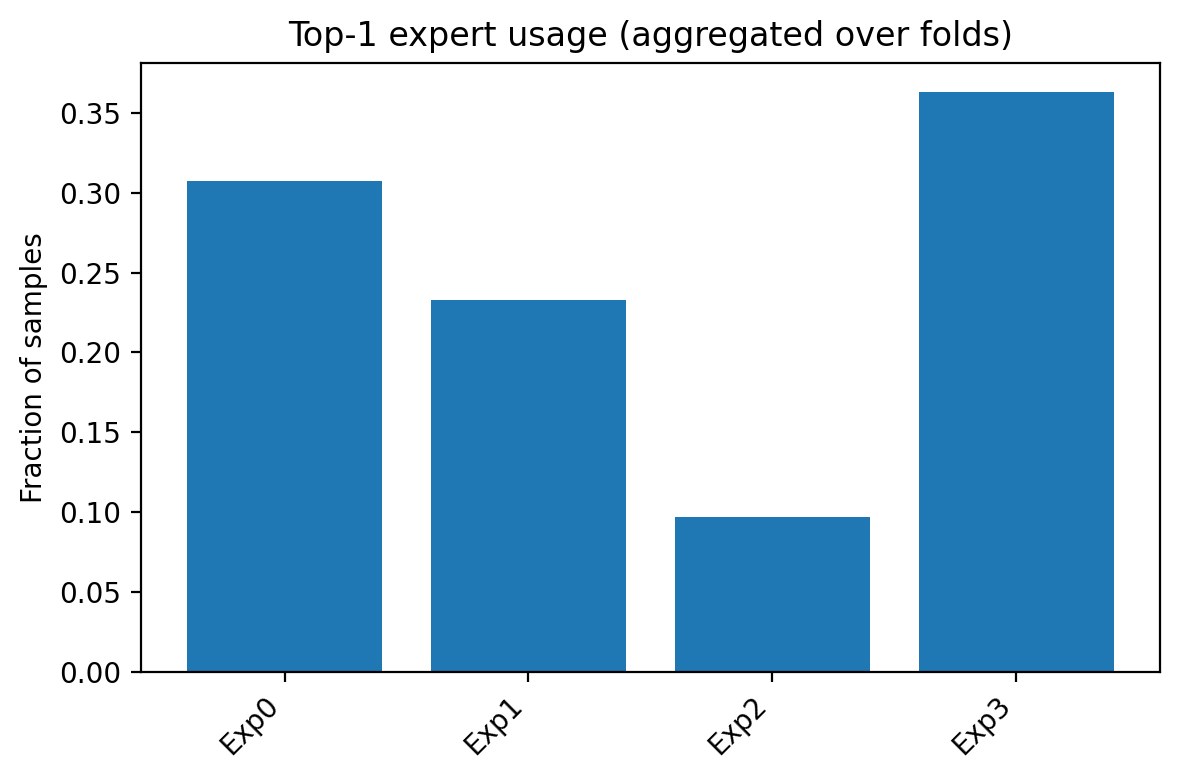 Top-1 expert usage (aggregated over folds)
Fraction of samples
0.35
0.30
0.25
0.20
0.15
0.10
0.05
0.00
Exp0
Exp1
Exp2
Exp3